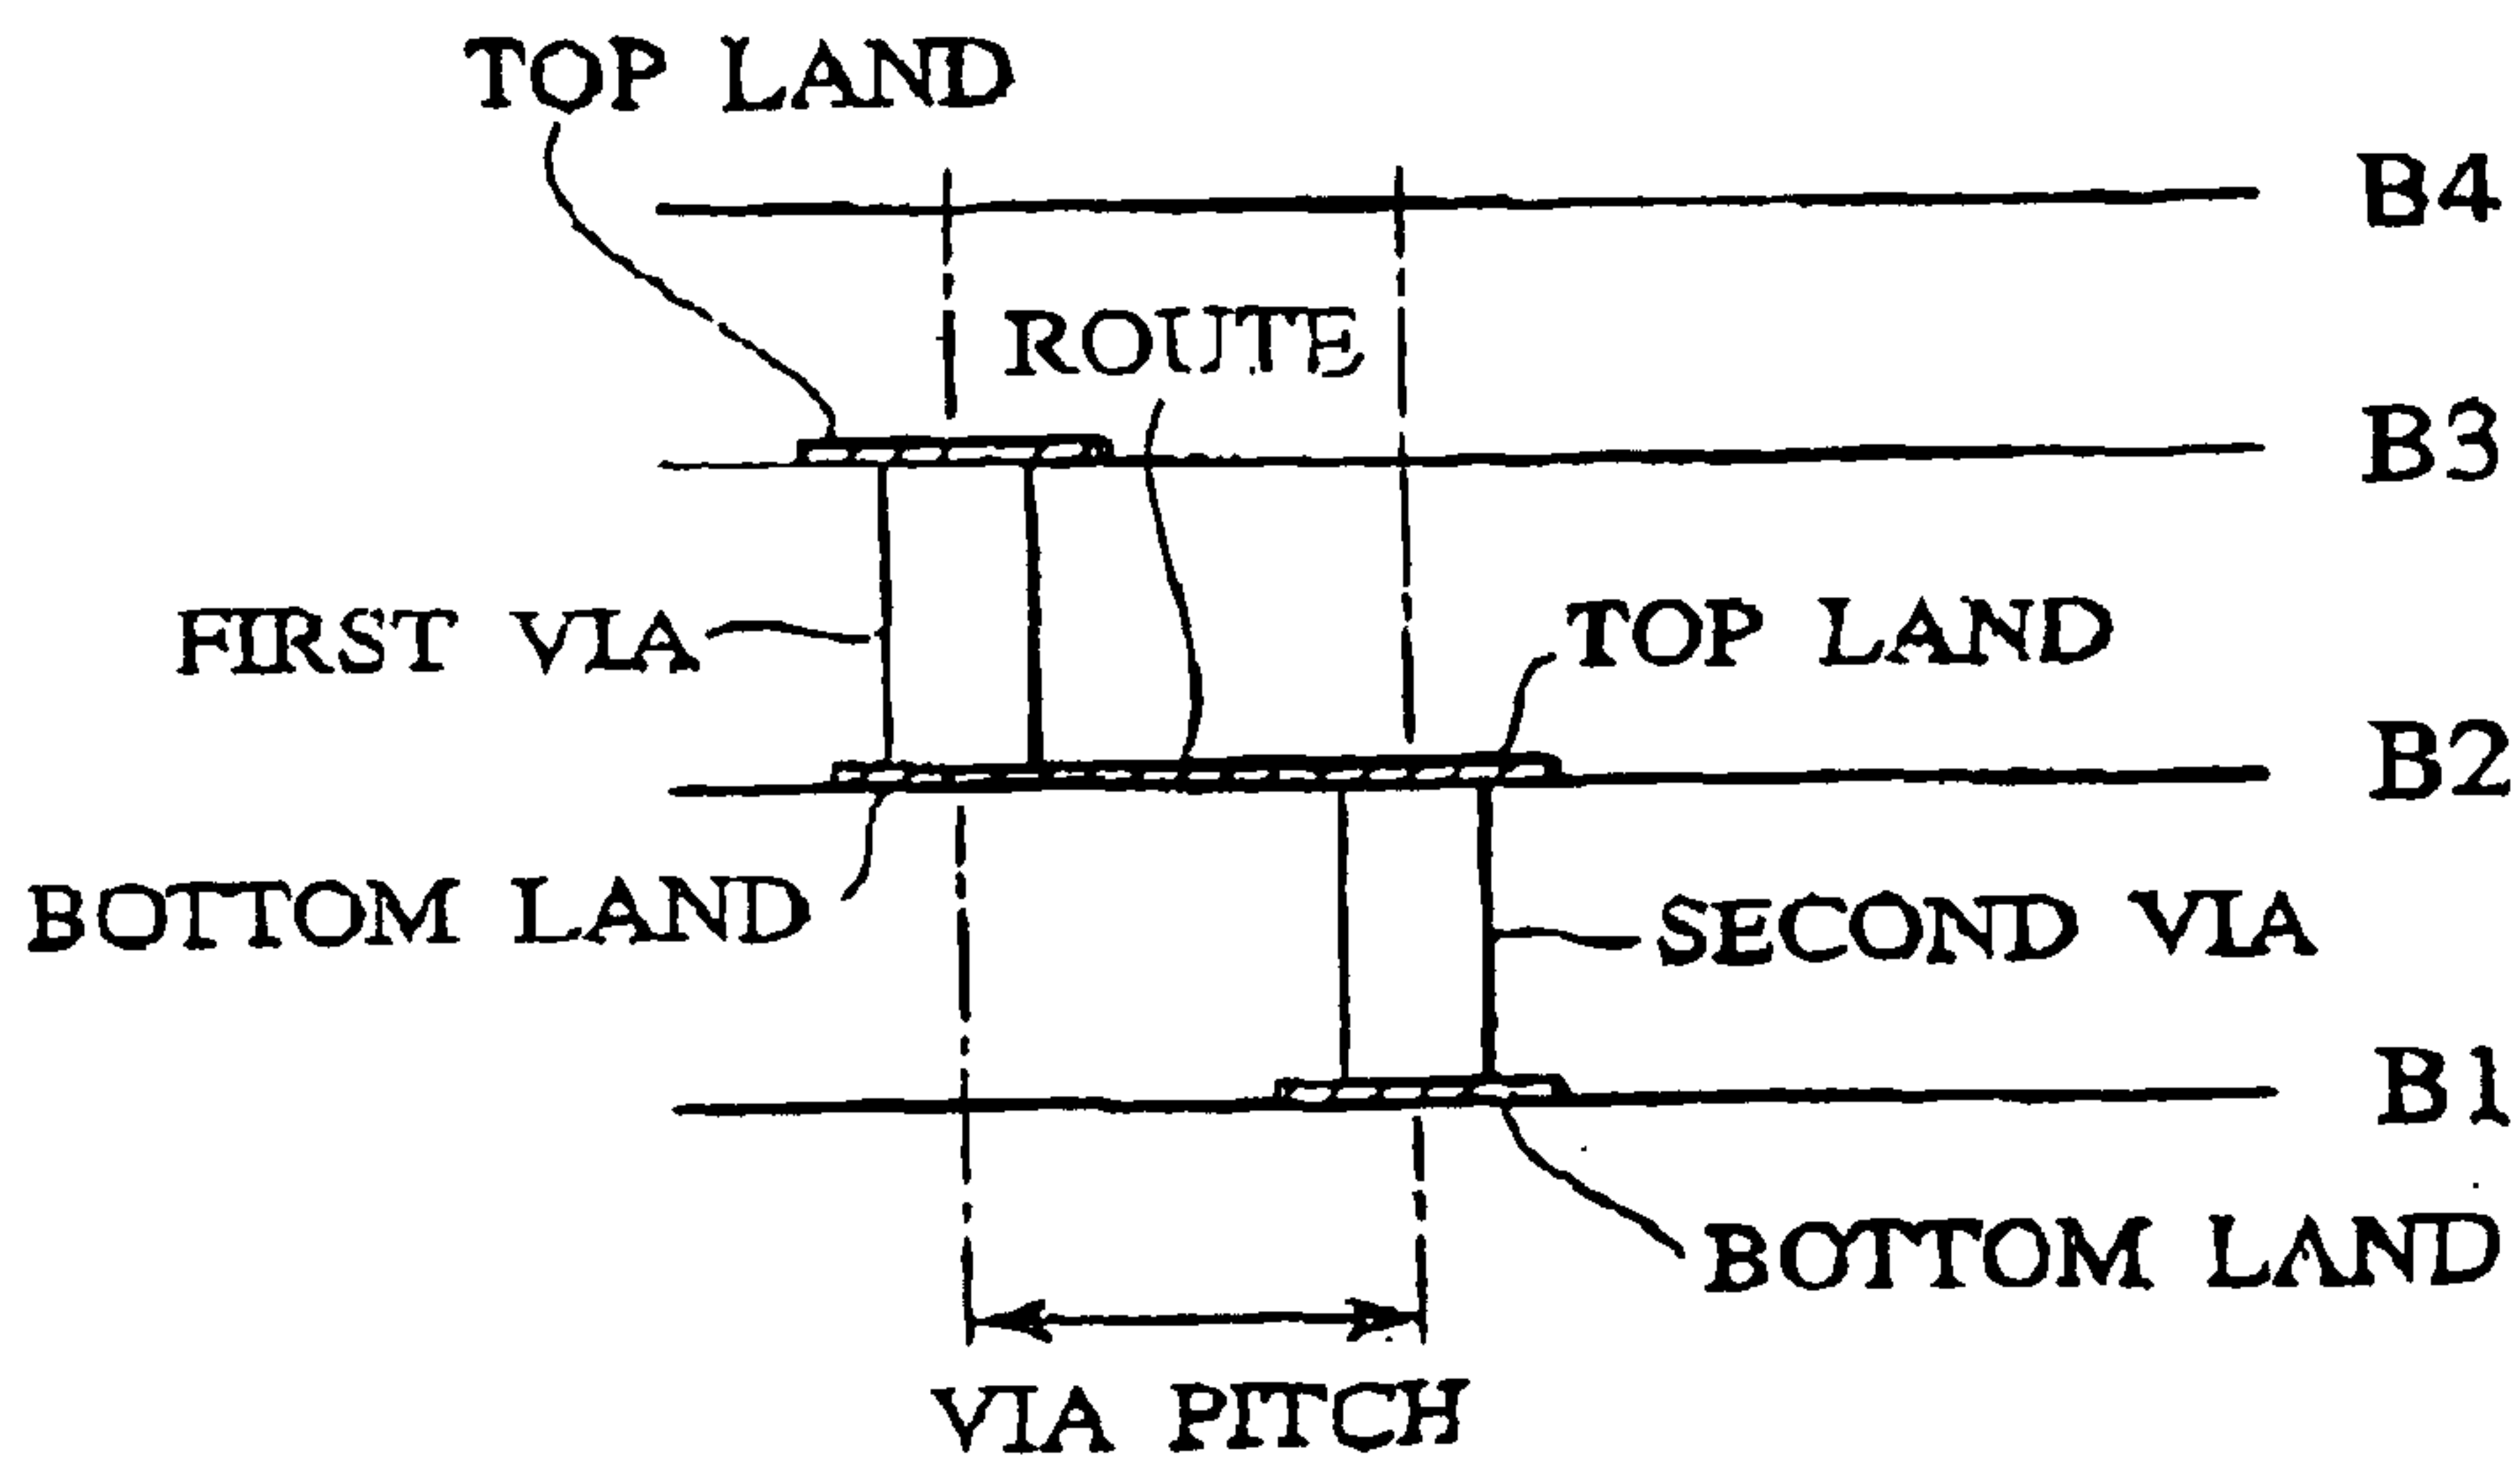 TOP LAND
B4
ROUTE
B3
FIRST VIA
TOP LAND
B2
BOTTOM LAND
SECOND VIA
B1
BOTTOM LAND
VIA PITCH